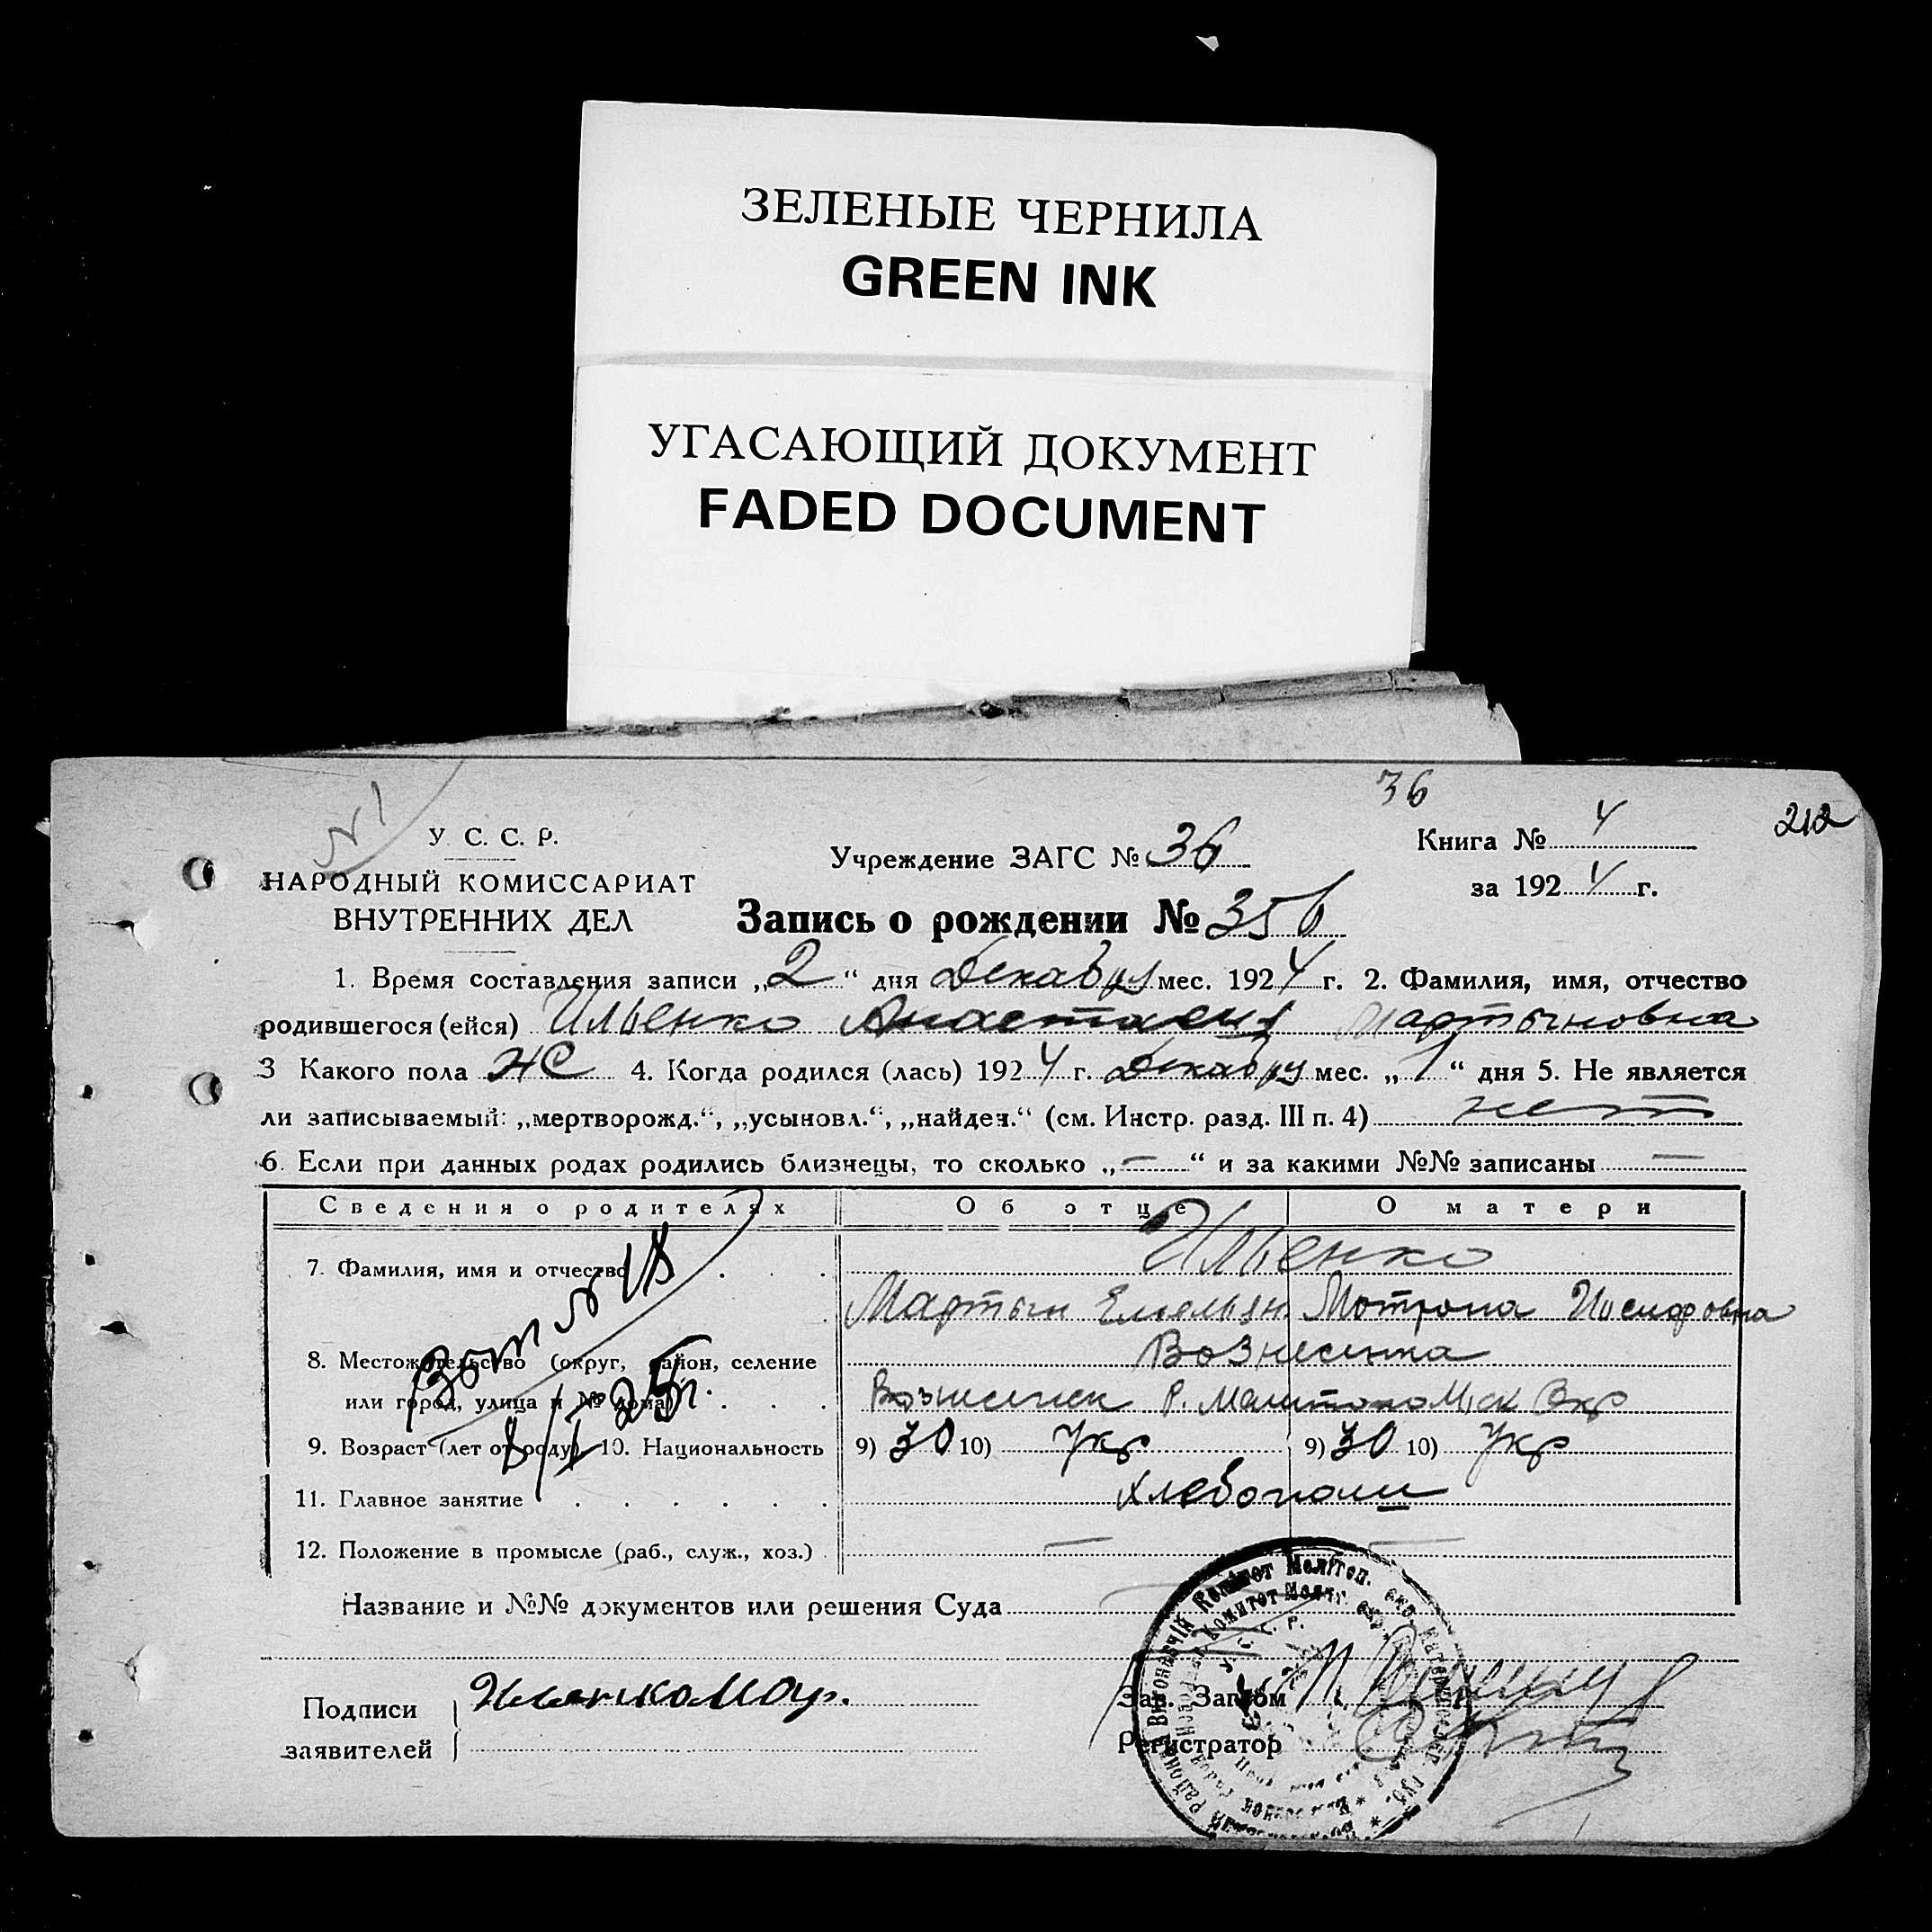 ЗЕЛЕНЫЕ ЧЕРНИЛА
GREEN INK
УГАСАЮЩИЙ ДОКУМЕНТ
FADED DOCUMENT
36
212
N 1
У. С. С. Р.
НАРОДНЫЙ КОМИССАРИАТ
ВНУТРЕННИХ ДЕЛ
Учреждение ЗАГС № 36
Книга № 4
за 1924 г.
Запись о рождении № 356
1. Время составления записи „2“ дня Декабря мес. 1924 г. 2. Фамилия, имя, отчество
родившегося (ейся) Ильенко Анастасия Мартыновна
3 Какого пола жс 4. Когда родился (лась) 1924 г. Декабря мес. „1“ дня 5. Не является
ли записываемый: „мертворожд.“, „усыновл.“, „найден.“ (см. Инстр. разд. III п. 4) нет
6. Если при данных родах родились близнецы, то сколько „—“ и за какими №№ записаны —
Сведения о родителях Об отце О матери
7. Фамилия, имя и отчество Ильенко
Мартын Емельян. Мотрона Иосифовна
8. Местожительство (округ, район, селение Вознесенка
или город, улица и № дома) Вознесенск Р.
9. Возраст (лет от роду) 10. Национальность 9) 30 10) Укр 9) 30 10) Укр
11. Главное занятие Хлебопаш
12. Положение в промысле (раб., служ., хоз.) — —
Название и №№ документов или решения Суда
Подписи
заявителей
Зав. Загсом
Регистратор